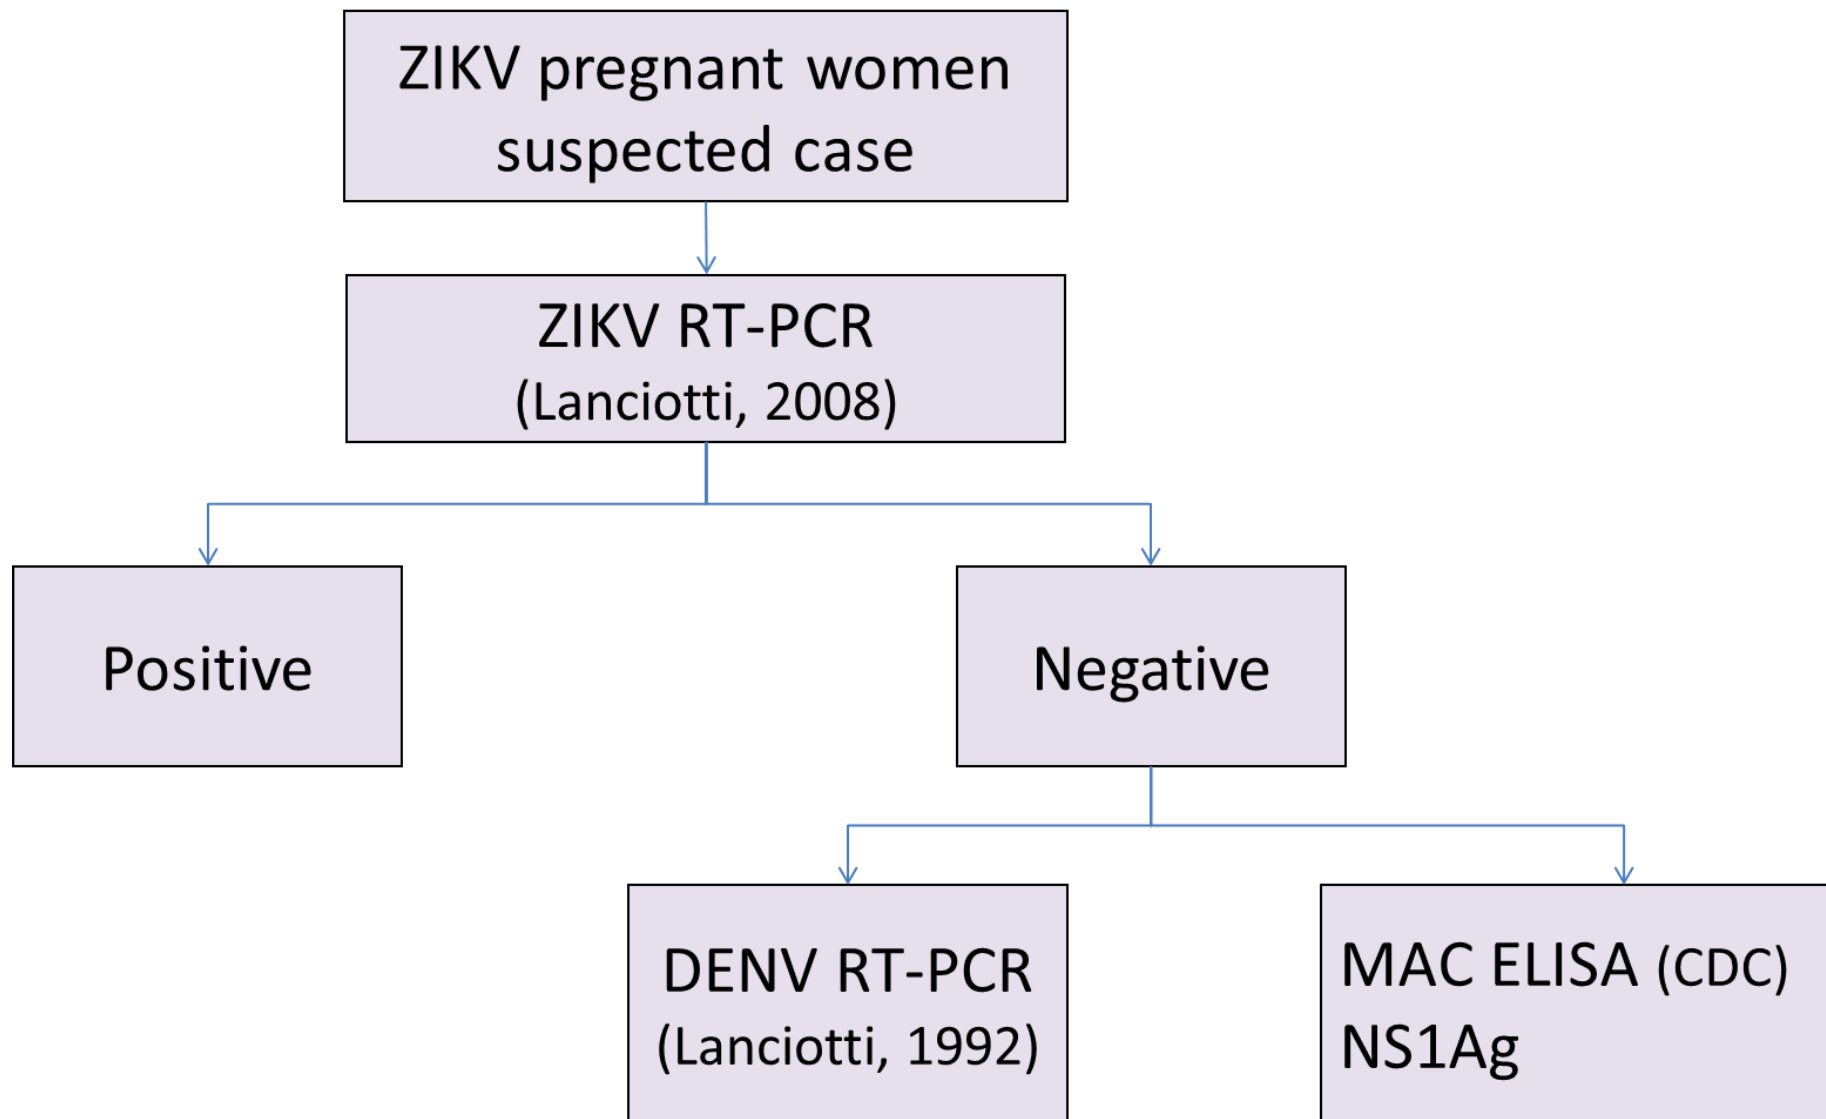 ZIKV pregnant women
suspected case
ZIKV RT-PCR
(Lanciotti, 2008)
Positive
Negative
DENV RT-PCR
(Lanciotti, 1992)
MAC ELISA (CDC)
NS1Ag